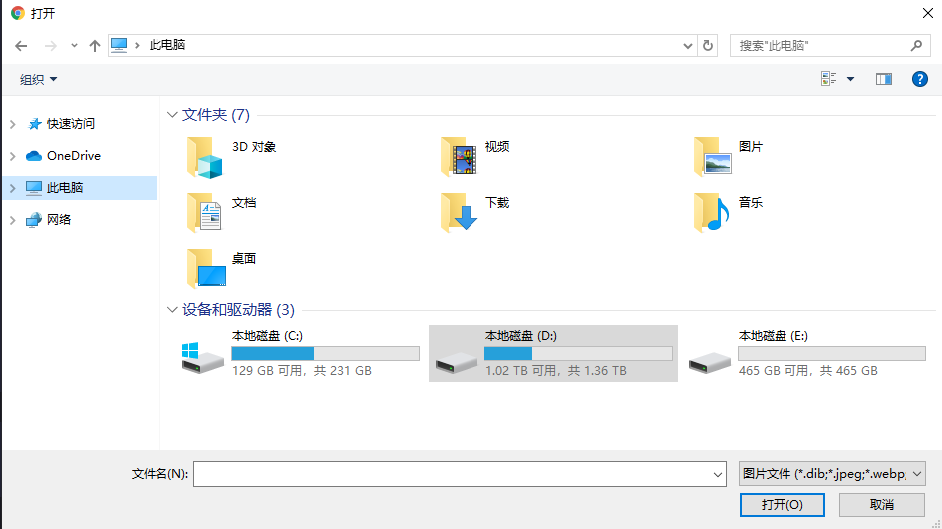 打开
此电脑
搜索"此电脑"
组织
快速访问
OneDrive
此电脑
网络
文件夹 (7)
3D 对象
视频
图片
文档
下载
音乐
桌面
设备和驱动器 (3)
本地磁盘 (C:)
129 GB 可用，共 231 GB
本地磁盘 (D:)
1.02 TB 可用，共 1.36 TB
本地磁盘 (E:)
465 GB 可用，共 465 GB
文件名(N):
图片文件 (*.dib;*.jpeg;*.webp;
打开(O)
取消